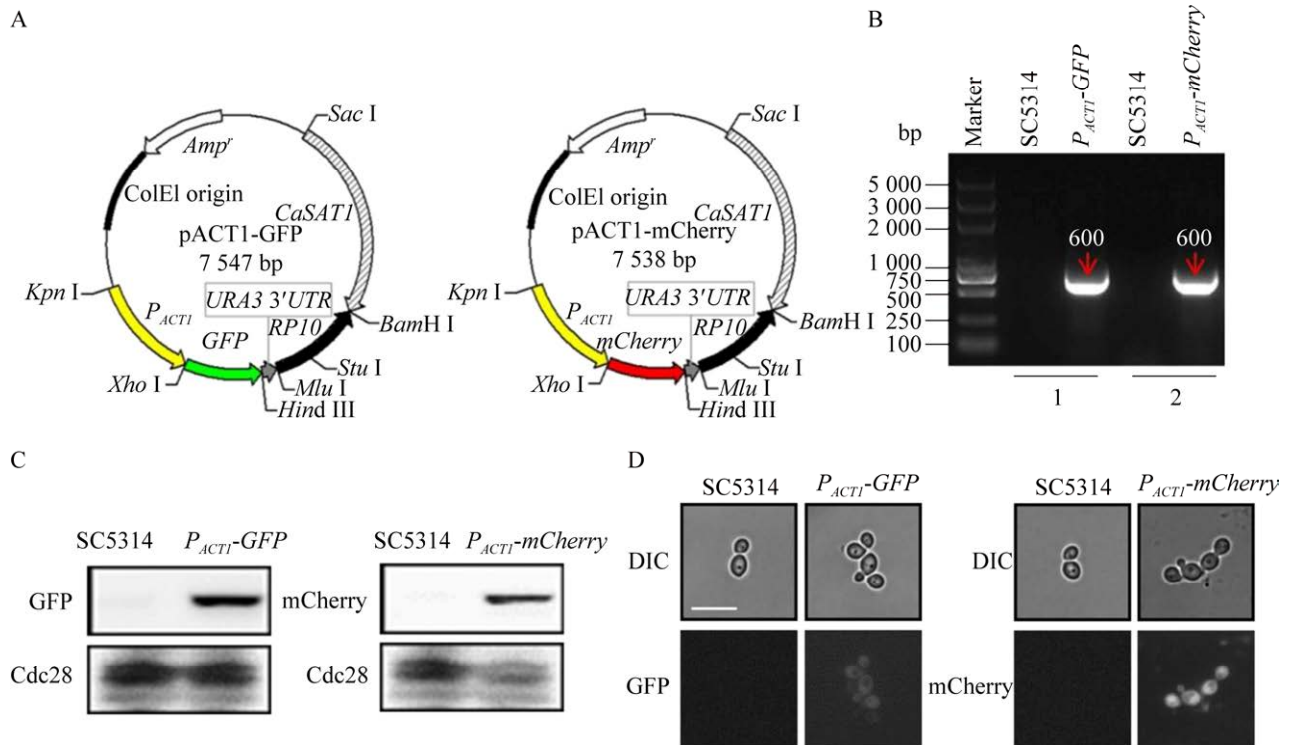 A
Sac I
Ampʳ
ColEl origin
CaSAT1
pACT1-GFP
7 547 bp
Kpn I
URA3 3'UTR
P_ACT1
RP10
GFP
BamH I
Stu I
Xho I
Mlu I
Hind III
Sac I
Ampʳ
ColEl origin
CaSAT1
pACT1-mCherry
7 538 bp
Kpn I
URA3 3'UTR
P_ACT1
RP10
mCherry
BamH I
Stu I
Xho I
Mlu I
Hind III
B
bp
Marker
SC5314
P_ACT1-GFP
SC5314
P_ACT1-mCherry
5 000
3 000
2 000
1 000
750
500
250
100
600
600
1
2
C
SC5314
P_ACT1-GFP
GFP
Cdc28
SC5314
P_ACT1-mCherry
mCherry
Cdc28
D
SC5314
P_ACT1-GFP
DIC
GFP
SC5314
P_ACT1-mCherry
DIC
mCherry